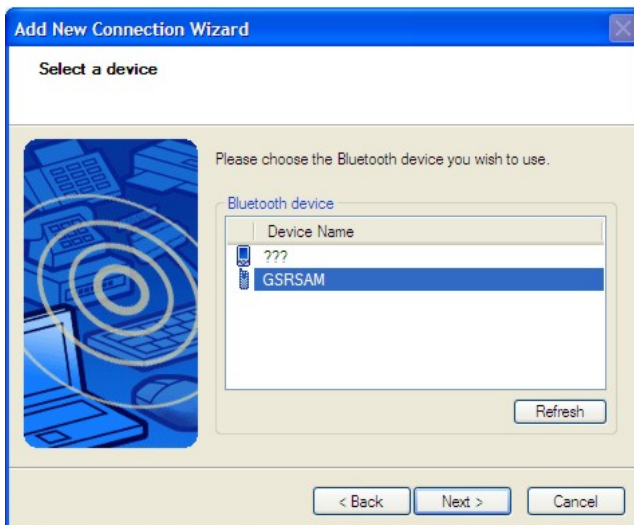 Add New Connection Wizard
Select a device
Please choose the Bluetooth device you wish to use.
Bluetooth device
Device Name
???
GSRSAM
Refresh
< Back Next > Cancel